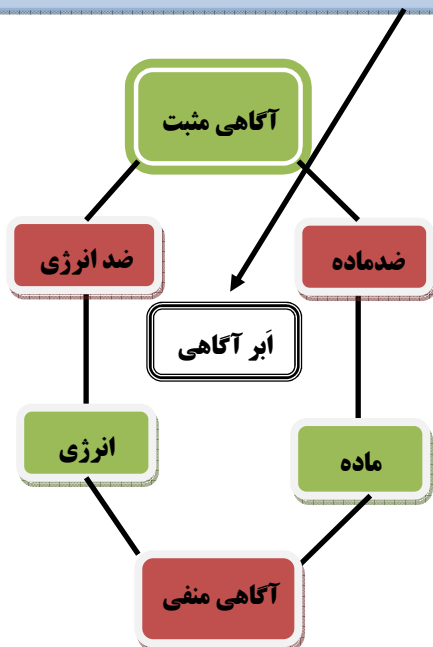 آگاهی مثبت
ضد انرژی
ضدماده
اَبر آگاهی
انرژی
ماده
آگاهی منفی